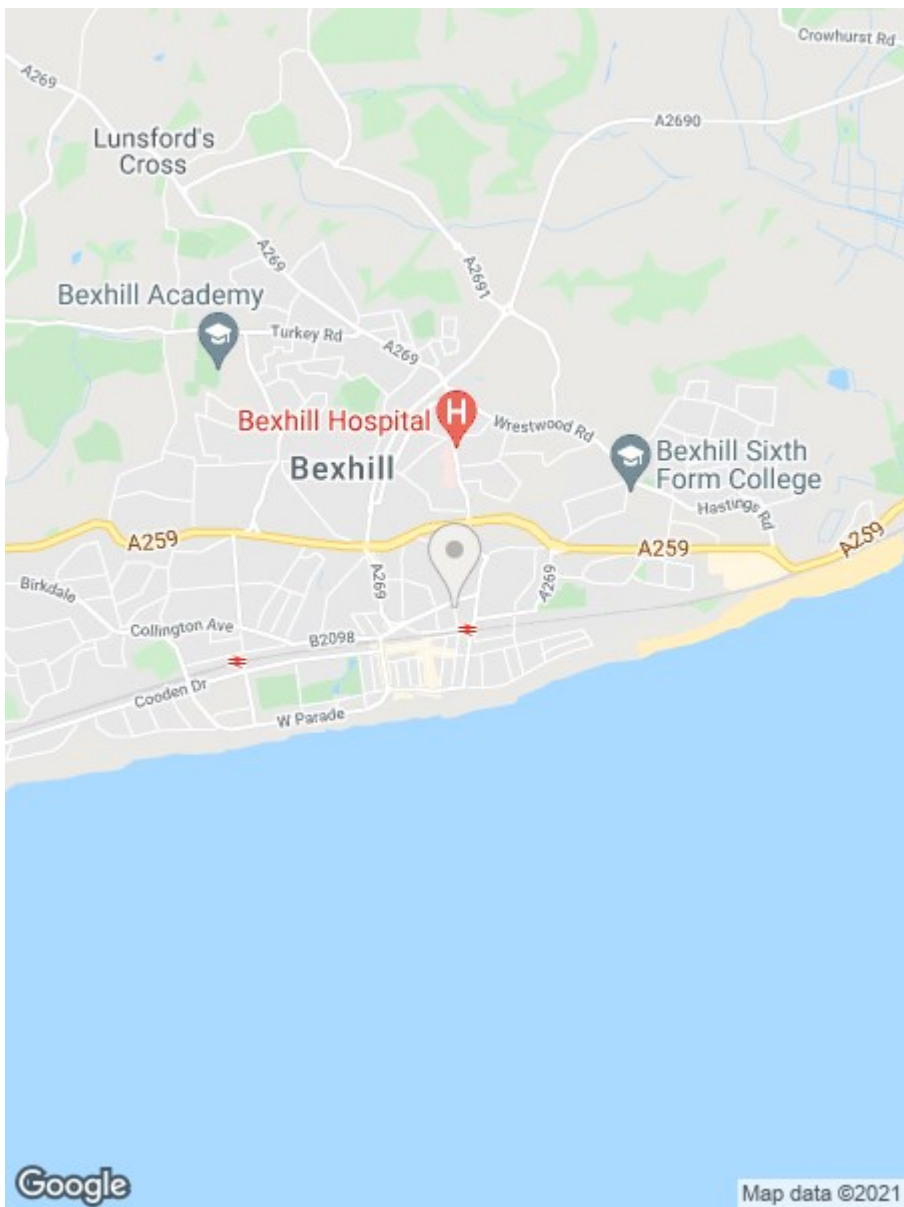 Crowhurst Rd
A269
A2690
Lunsford's
Cross
A269
A2691
Bexhill Academy
Turkey Rd
A269
Bexhill Hospital
H
Wrestwood Rd
Bexhill
Bexhill Sixth
Form College
Hastings Rd
A259
A259
A259
A269
A269
Birkdale
Collington Ave
B2098
Cooden Dr
W Parade
Google
Map data ©2021